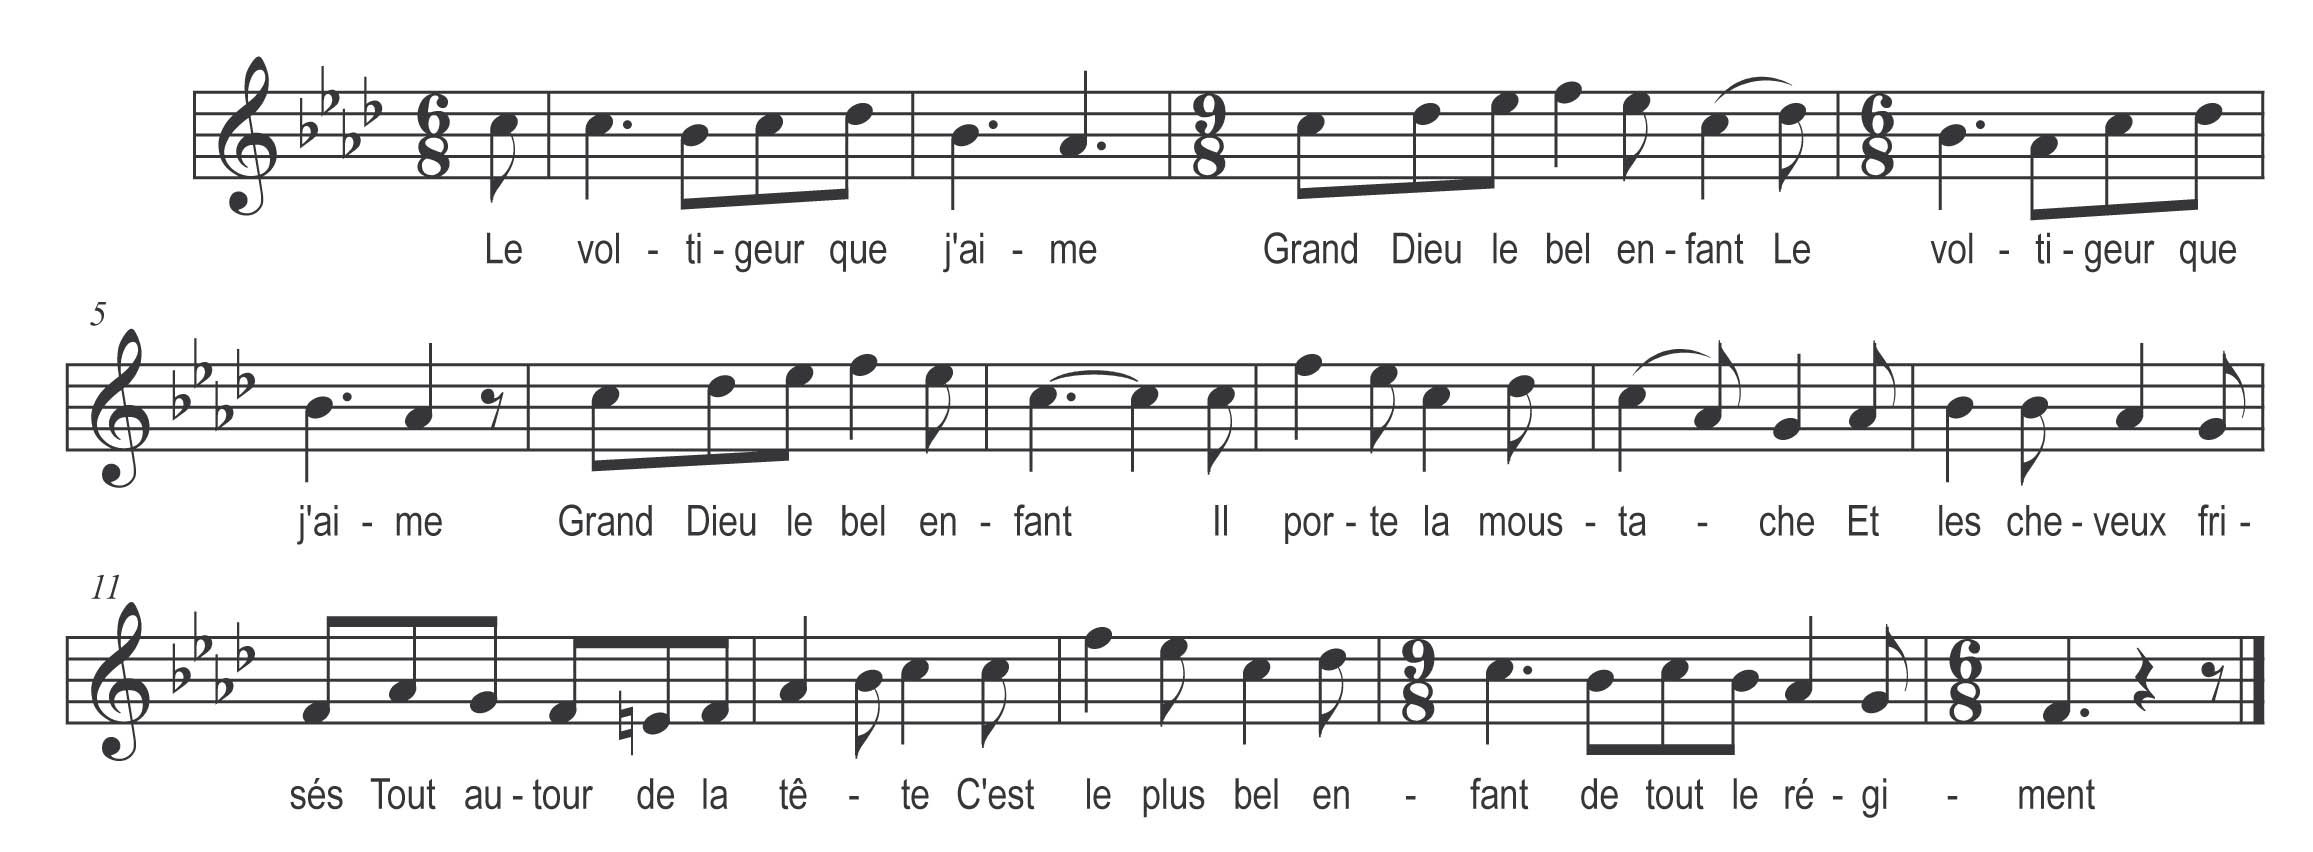 Le vol - ti - geur que j'ai - me Grand Dieu le bel en - fant Le vol - ti - geur que
5
j'ai - me Grand Dieu le bel en - fant Il por - te la mous - ta - che Et les che - veux fri -
11
sés Tout au - tour de la tê - te C'est le plus bel en - fant de tout le ré - gi - ment